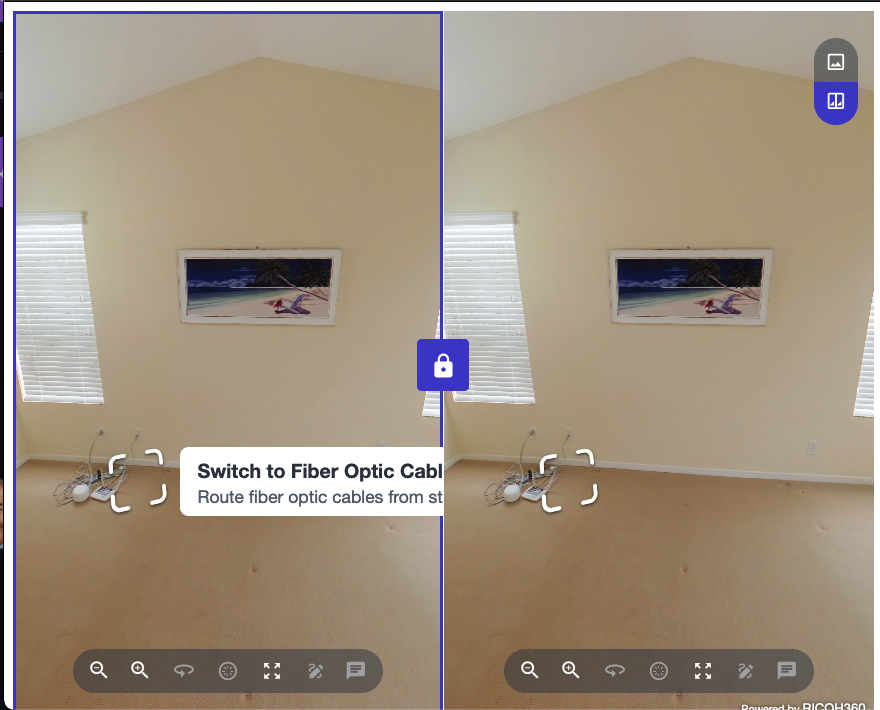 Switch to Fiber Optic Cabl
Route fiber optic cables from st
Powered by RICOH360